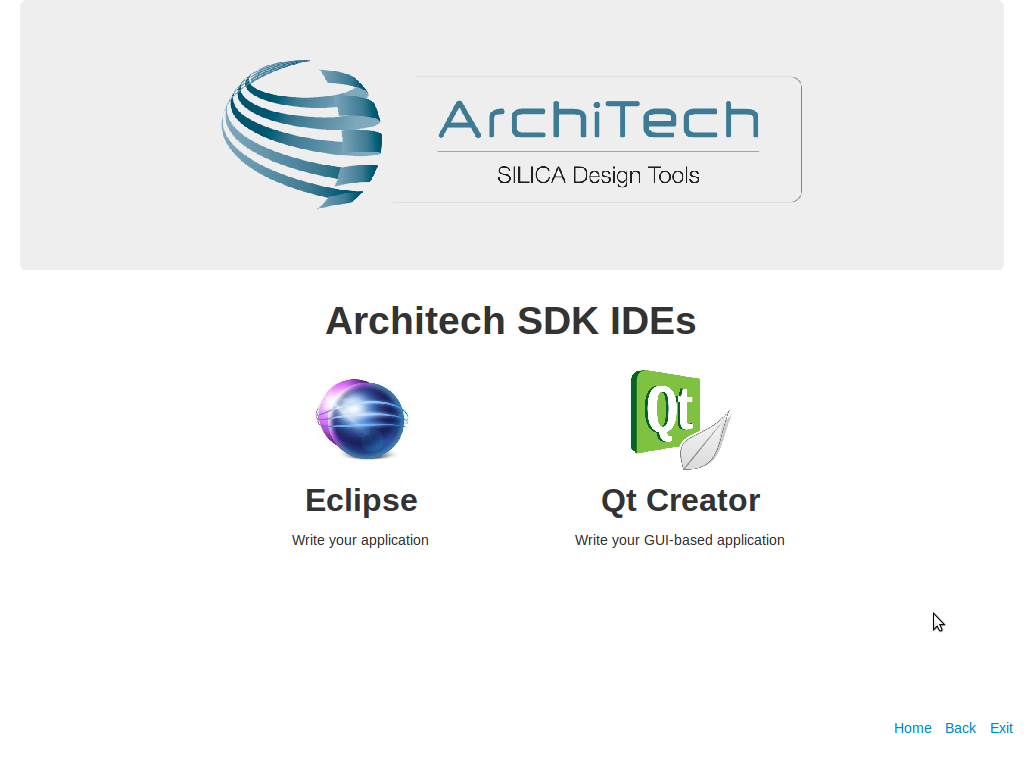 ArchiTech
SILICA Design Tools
Architech SDK IDEs
Qt
Eclipse
Qt Creator
Write your application
Write your GUI-based application
Home Back Exit